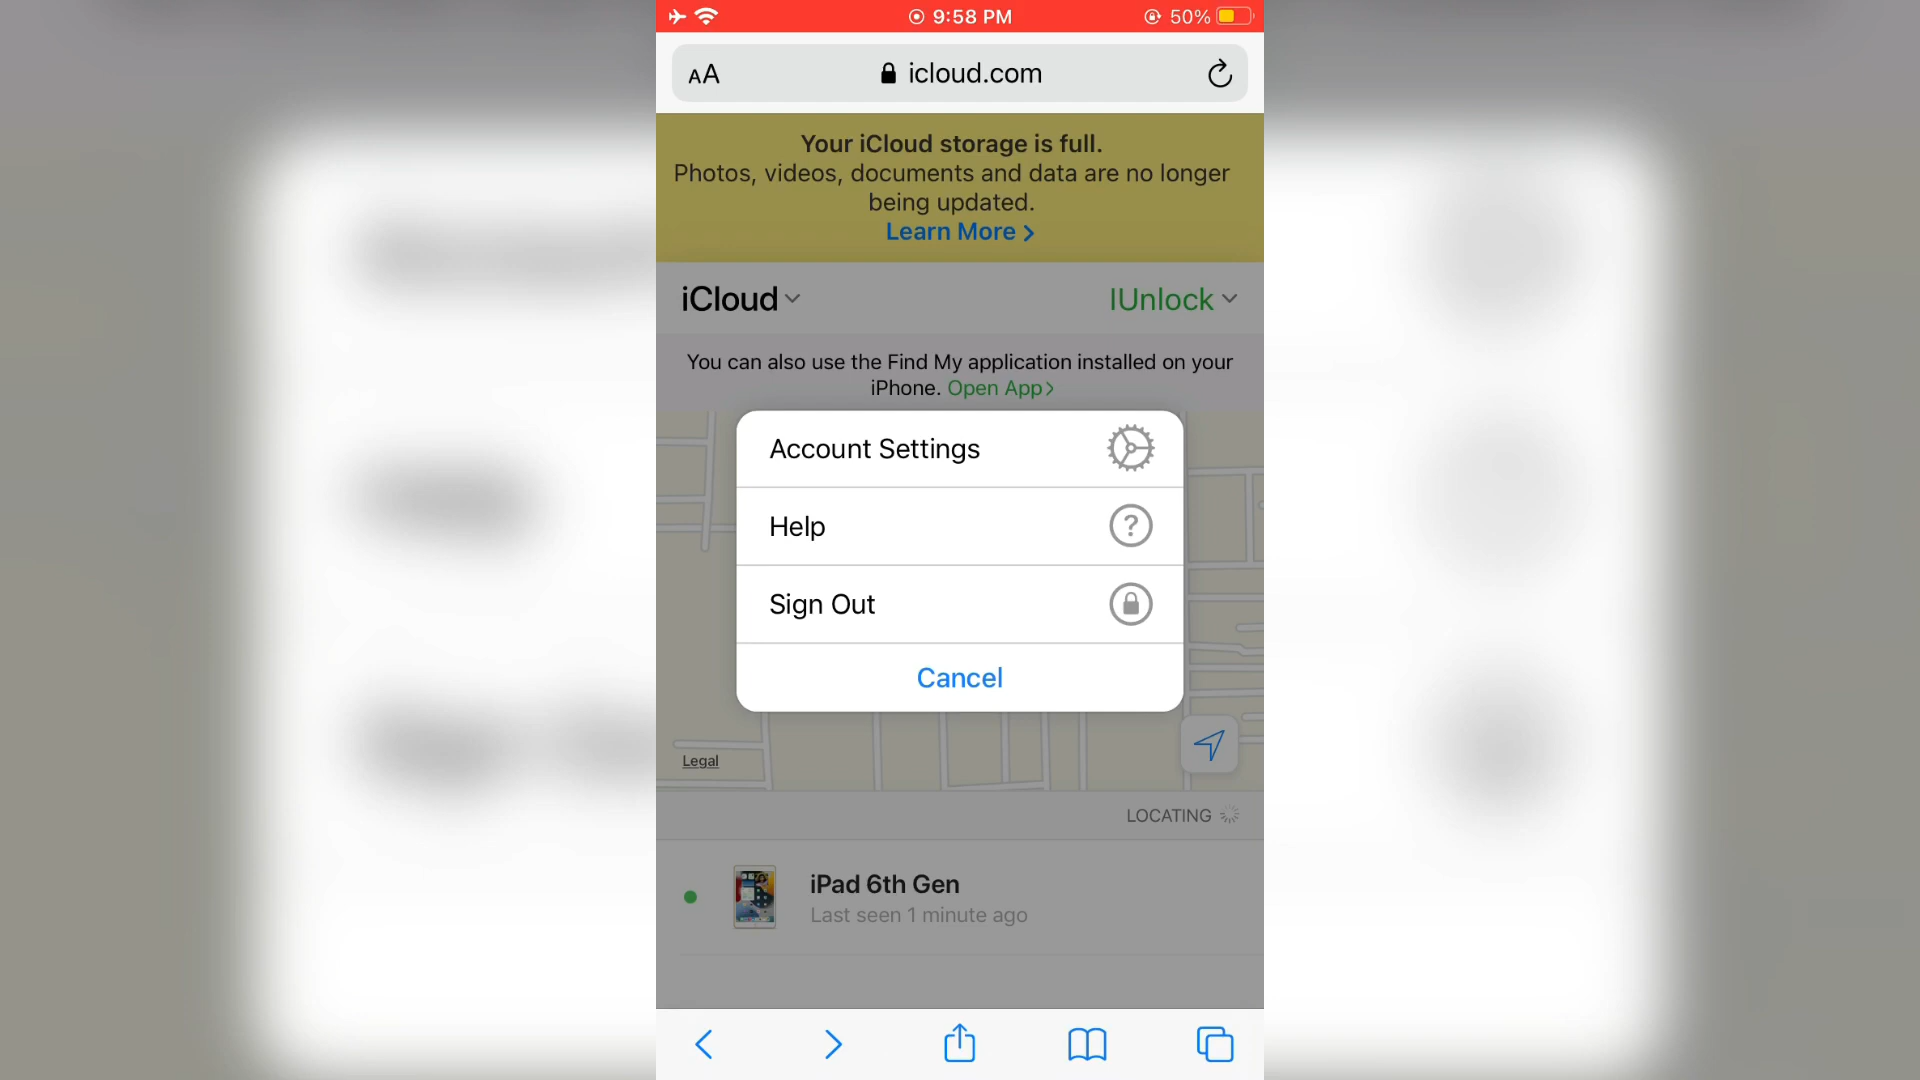 9:58 PM
50%
AA
icloud.com
Your iCloud storage is full.
Photos, videos, documents and data are no longer
being updated.
Learn More >
iCloud
IUnlock
You can also use the Find My application installed on your
iPhone. Open App>
Account Settings
Help
?
Sign Out
Cancel
Legal
LOCATING
iPad 6th Gen
Last seen 1 minute ago